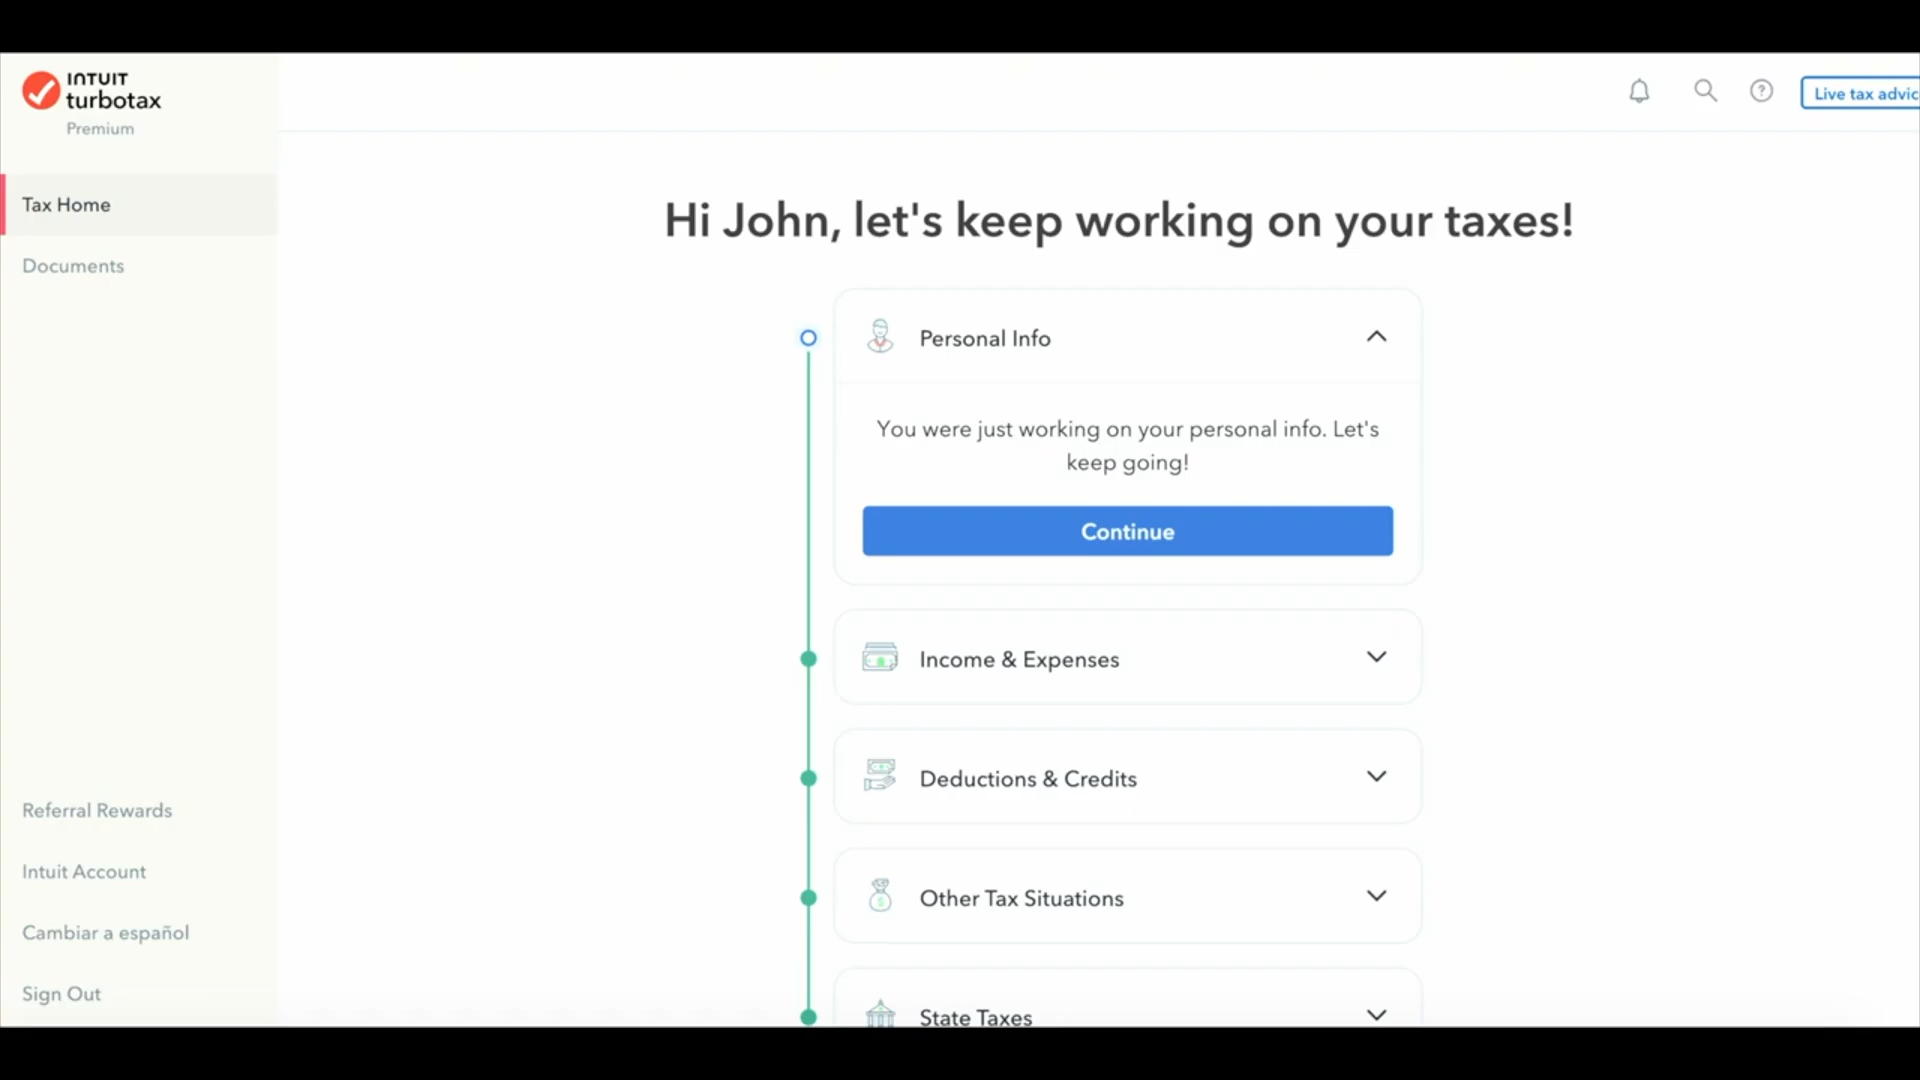 INTUIT
turbotax
Premium
Tax Home
Documents
Referral Rewards
Intuit Account
Cambiar a español
Sign Out
?
Live tax advic
Hi John, let's keep working on your taxes!
Personal Info
You were just working on your personal info. Let's
keep going!
Continue
Income & Expenses
Deductions & Credits
Other Tax Situations
State Taxes